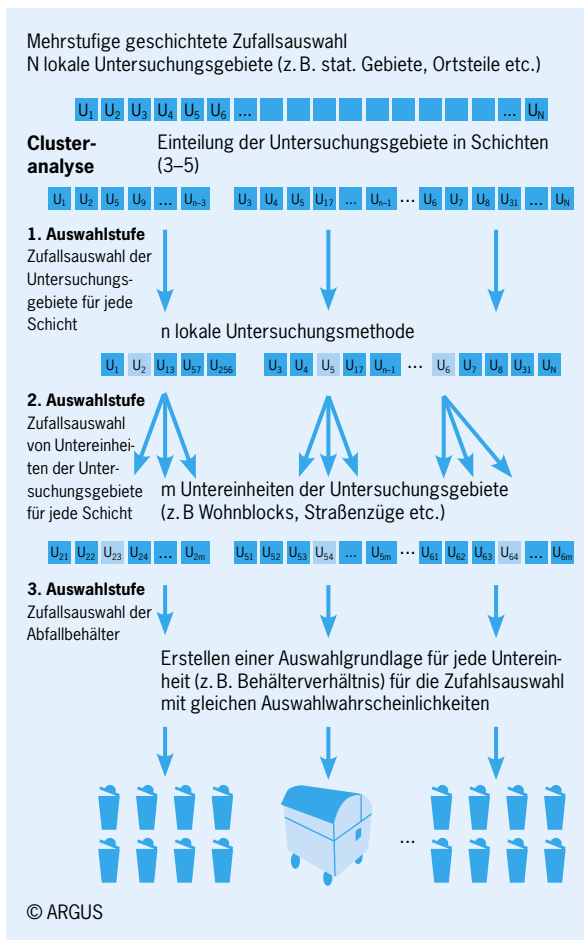 Mehrstufige geschichtete Zufallsauswahl
N lokale Untersuchungsgebiete (z. B. stat. Gebiete, Ortsteile etc.)
U₁ U₂ U₃ U₄ U₅ U₆ ... ... U_N
Cluster-
analyse
Einteilung der Untersuchungsgebiete in Schichten
(3–5)
U₁ U₂ U₅ U₉ ... Uₙ₋₃ U₃ U₄ U₅ U₁₇ ... Uₙ₋₁ ... U₆ U₇ U₈ U₃₁ ... U_N
1. Auswahlstufe
Zufallsauswahl der
Untersuchungs-
gebiete für jede
Schicht
n lokale Untersuchungsmethode
U₁ U₂ U₁₃ U₅₇ U₂₅₆ U₃ U₄ U₅ U₁₇ Uₙ₋₁ ... U₆ U₇ U₈ U₃₁ U_N
2. Auswahlstufe
Zufallsauswahl
von Untereinhei-
ten der Unter-
suchungsgebiete
für jede Schicht
m Untereinheiten der Untersuchungsgebiete
(z. B Wohnblocks, Straßenzüge etc.)
U₂₁ U₂₂ U₂₃ U₂₄ ... U₂ₘ U₅₁ U₅₂ U₅₃ U₅₄ ... U₅ₘ ... U₆₁ U₆₂ U₆₃ U₆₄ ... U₆ₘ
3. Auswahlstufe
Zufallsauswahl der
Abfallbehälter
Erstellen einer Auswahlgrundlage für jede Unterein-
heit (z. B. Behälterverhältnis) für die Zufahlsauswahl
mit gleichen Auswahlwahrscheinlichkeiten
...
© ARGUS